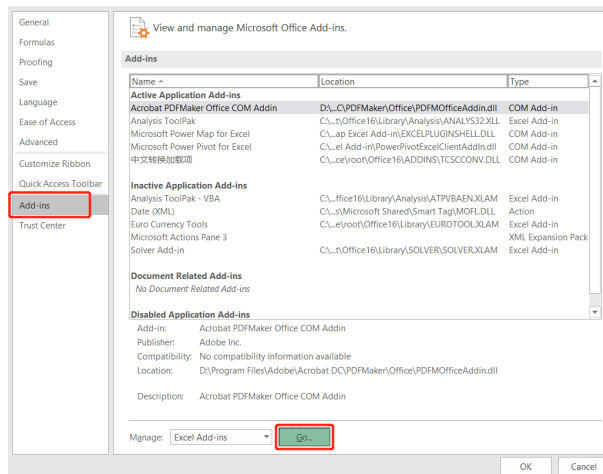 General
Formulas
Proofing
Save
Language
Ease of Access
Advanced
Customize Ribbon
Quick Access Toolbar
Add-ins
Trust Center
View and manage Microsoft Office Add-ins.
Add-ins
Name Location Type
Active Application Add-ins
Acrobat PDFMaker Office COM Addin D:\...C\PDFMaker\Office\PDFMOfficeAddin.dll COM Add-in
Analysis ToolPak C:\...t\Office16\Library\Analysis\ANALYS32.XLL Excel Add-in
Microsoft Power Map for Excel C:\...ap Excel Add-in\EXCELPLUGINSHELL.DLL COM Add-in
Microsoft Power Pivot for Excel C:\...el Add-in\PowerPivotExcelClientAddIn.dll COM Add-in
中文转换加载项 C:\...ce\root\Office16\ADDINS\TCSCCONV.DLL COM Add-in
Inactive Application Add-ins
Analysis ToolPak - VBA C:\...ffice16\Library\Analysis\ATPVBAEN.XLAM Excel Add-in
Date (XML) C:\...s\Microsoft Shared\Smart Tag\MOFL.DLL Action
Euro Currency Tools C:\...e\root\Office16\Library\EUROTOOL.XLAM Excel Add-in
Microsoft Actions Pane 3 XML Expansion Pack
Solver Add-in C:\...t\Office16\Library\SOLVER\SOLVER.XLAM Excel Add-in
Document Related Add-ins
No Document Related Add-ins
Disabled Application Add-ins
Add-in: Acrobat PDFMaker Office COM Addin
Publisher: Adobe Inc.
Compatibility: No compatibility information available
Location: D:\Program Files\Adobe\Acrobat DC\PDFMaker\Office\PDFMOfficeAddin.dll
Description: Acrobat PDFMaker Office COM Addin
Manage: Excel Add-ins Go...
OK Cancel